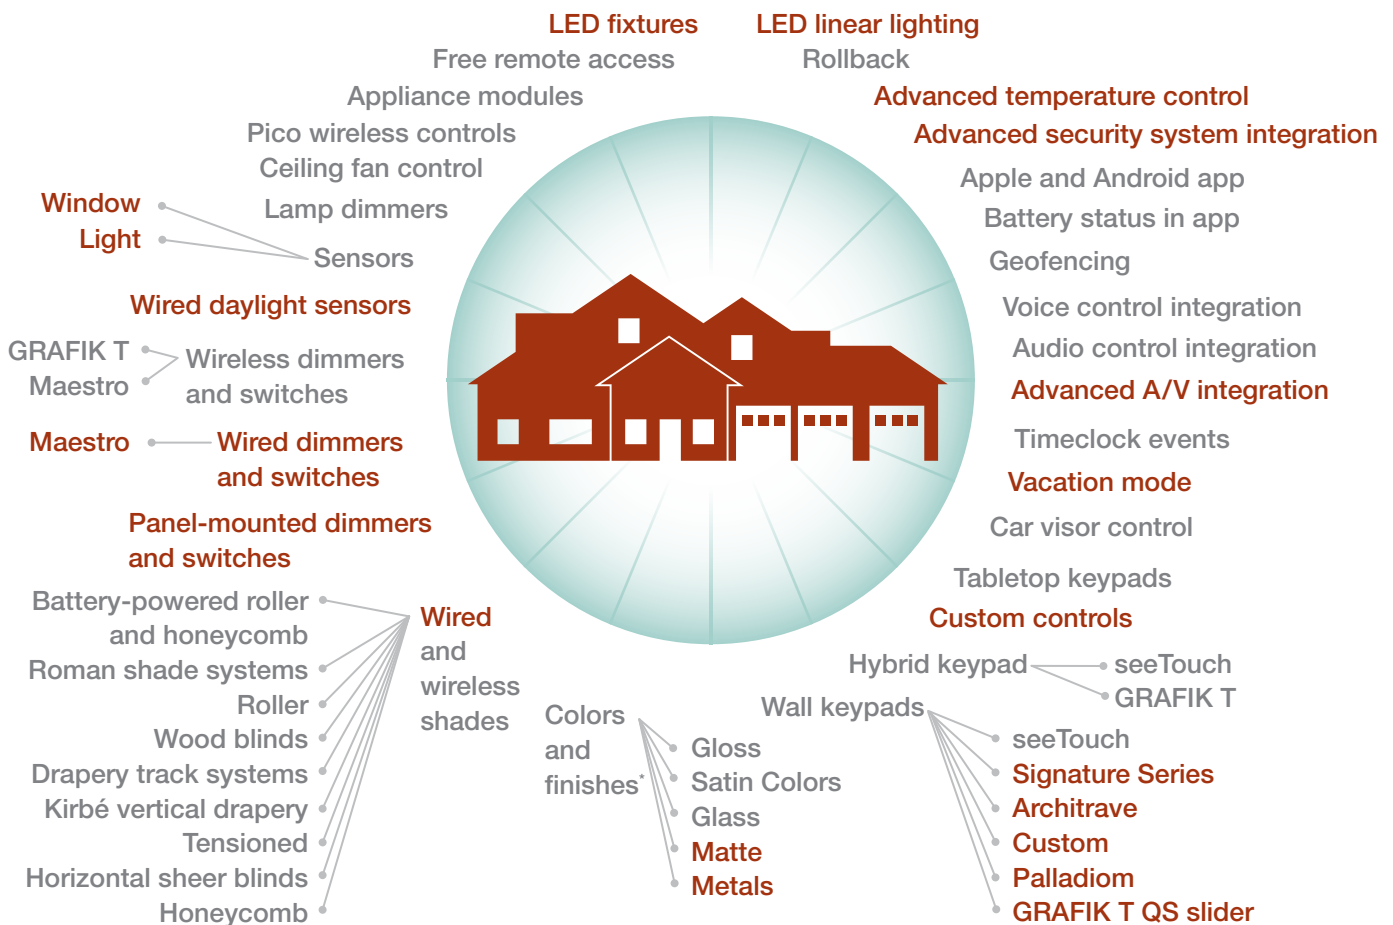 LED fixtures
LED linear lighting
Free remote access
Rollback
Appliance modules
Advanced temperature control
Pico wireless controls
Advanced security system integration
Ceiling fan control
Apple and Android app
Window
Lamp dimmers
Battery status in app
Light
Sensors
Geofencing
Wired daylight sensors
Voice control integration
GRAFIK T
Maestro
Wireless dimmers
and switches
Audio control integration
Advanced A/V integration
Maestro
Wired dimmers
and switches
Timeclock events
Vacation mode
Panel-mounted dimmers
and switches
Car visor control
Tabletop keypads
Custom controls
Battery-powered roller
and honeycomb
Roman shade systems
Roller
Wood blinds
Drapery track systems
Kirbé vertical drapery
Tensioned
Horizontal sheer blinds
Honeycomb
Wired
and
wireless
shades
Colors
and
finishes*
Gloss
Satin Colors
Glass
Matte
Metals
Hybrid keypad
seeTouch
GRAFIK T
Wall keypads
seeTouch
Signature Series
Architrave
Custom
Palladiom
GRAFIK T QS slider